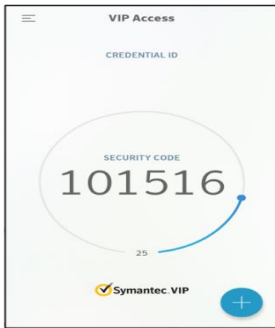 VIP Access
CREDENTIAL ID
SECURITY CODE
101516
25
Symantec VIP